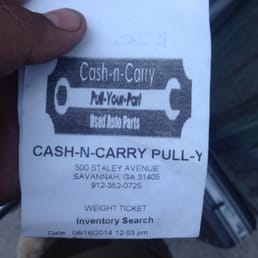 Cash-n-Carry
Pull-Your-Part
Used Auto Parts
CASH-N-CARRY PULL-Y
500 STALEY AVENUE
SAVANNAH, GA 31405
912-352-0725
WEIGHT TICKET
Inventory Search
Date: 08/16/2014 12:53 pm